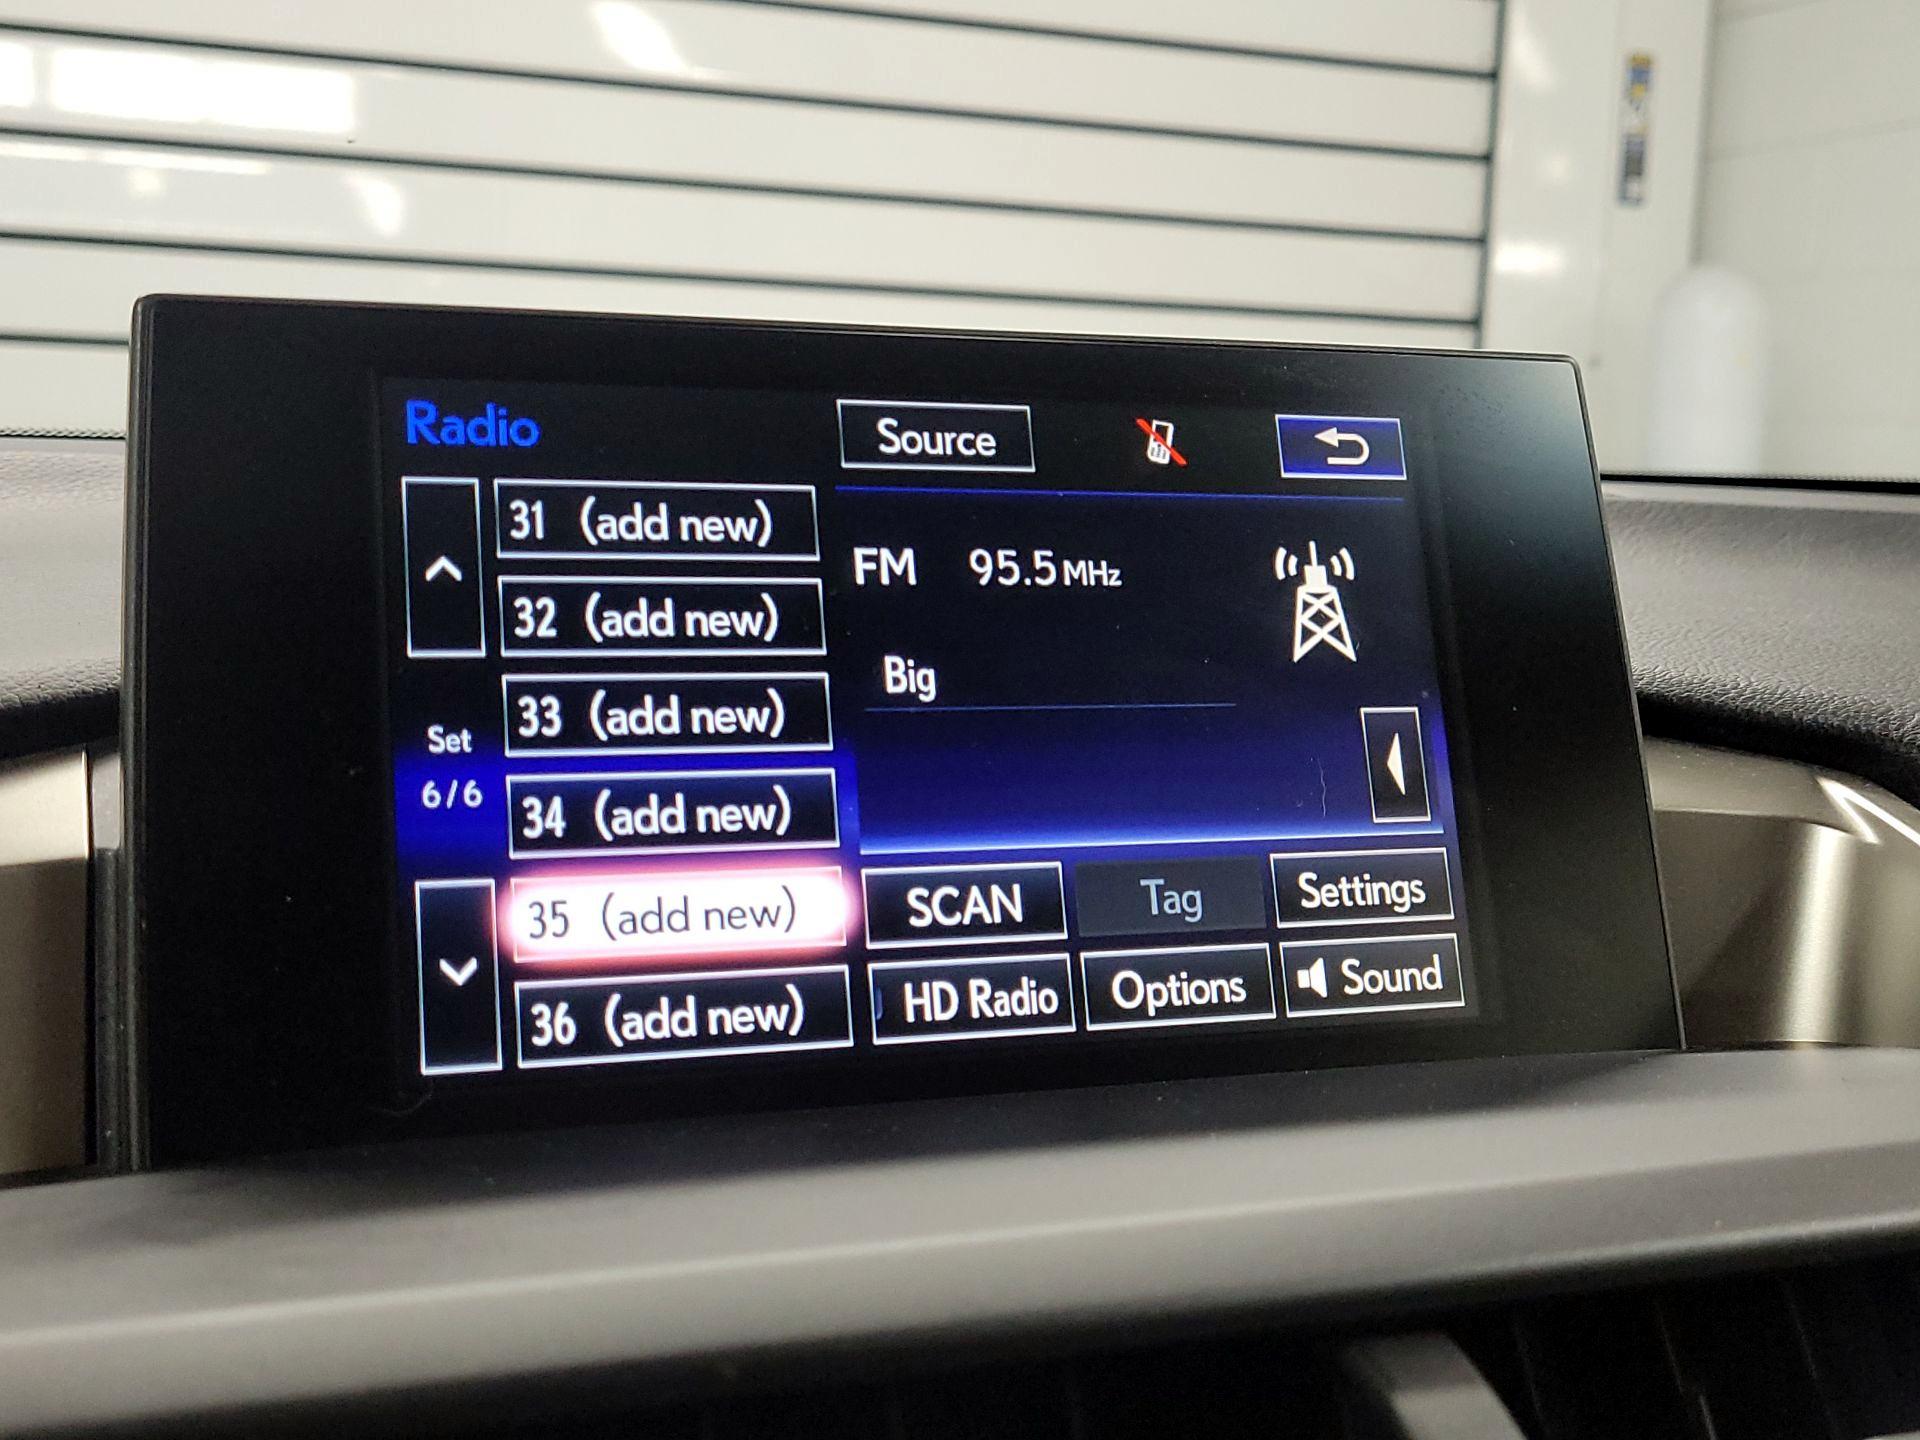 Radio
Source
31 (add new)
32 (add new)
33 (add new)
34 (add new)
35 (add new)
36 (add new)
Set
6/6
FM 95.5 MHz
Big
SCAN
Tag
Settings
HD Radio
Options
Sound